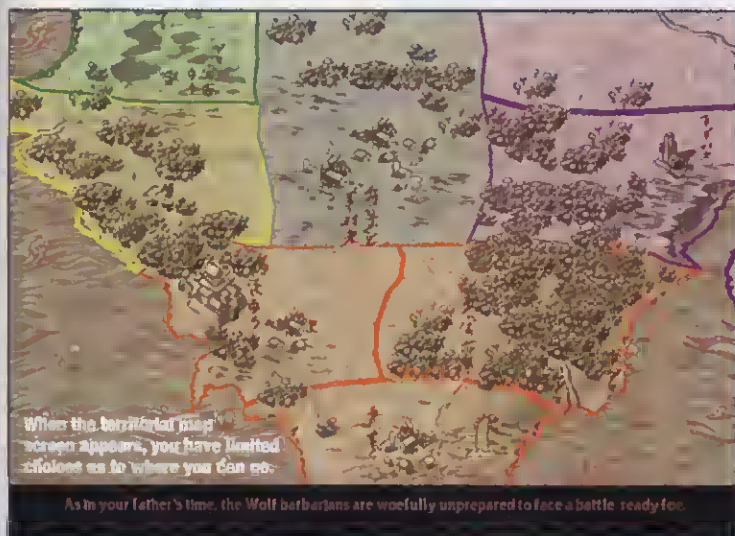 When the territorial map
screen appears, you have limited
choices as to where you can go.
As in your father's time, the Wolf barbarians are woefully unprepared to face a battle ready foe.